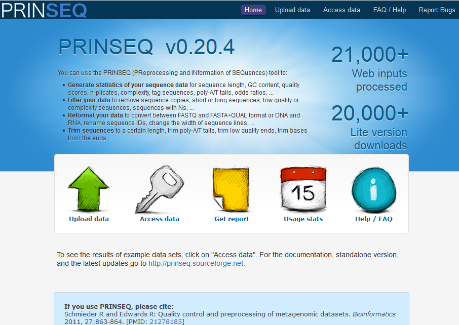 PRINSEQ
Home Upload data Access data FAQ / Help Report Bugs
PRINSEQ v0.20.4
You can use the PRINSEQ (PReprocessing and INformation of SEQuences) tool to:
Generate statistics of your sequence data for sequence length, GC content, quality
scores, n-plicates, complexity, tag sequences, poly-A/T tails, odds ratios, ...
Filter your data to remove sequence copies, short or long sequences, low quality or
complexity sequences, sequences with Ns, ...
Reformat your data to convert between FASTQ and FASTA+QUAL format or DNA and
RNA, rename sequence IDs, change the width of sequence lines, ...
Trim sequences to a certain length, trim poly-A/T tails, trim low quality ends, trim bases
from the ends
21,000+
Web inputs
processed
20,000+
Lite version
downloads
15
Upload data Access data Get report Usage stats Help / FAQ
To see the results of example data sets, click on "Access data". For the documentation, standalone version,
and the latest updates go to http://prinseq.sourceforge.net.
If you use PRINSEQ, please cite:
Schmieder R and Edwards R: Quality control and preprocessing of metagenomic datasets. Bioinformatics
2011, 27:863-864. [PMID: 21278185]